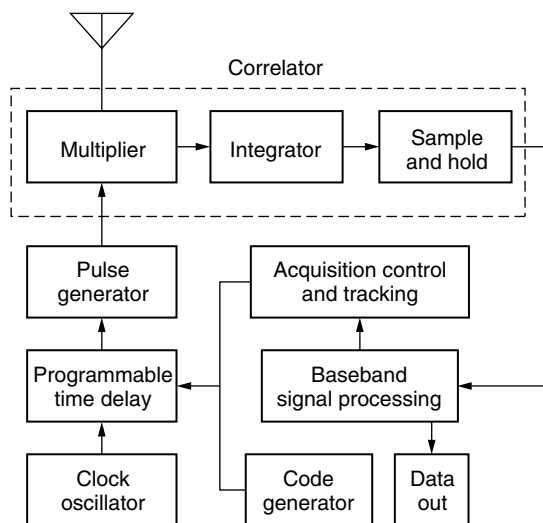 Correlator
Multiplier
Integrator
Sample
and hold
Pulse
generator
Acquisition control
and tracking
Programmable
time delay
Baseband
signal processing
Clock
oscillator
Code
generator
Data
out